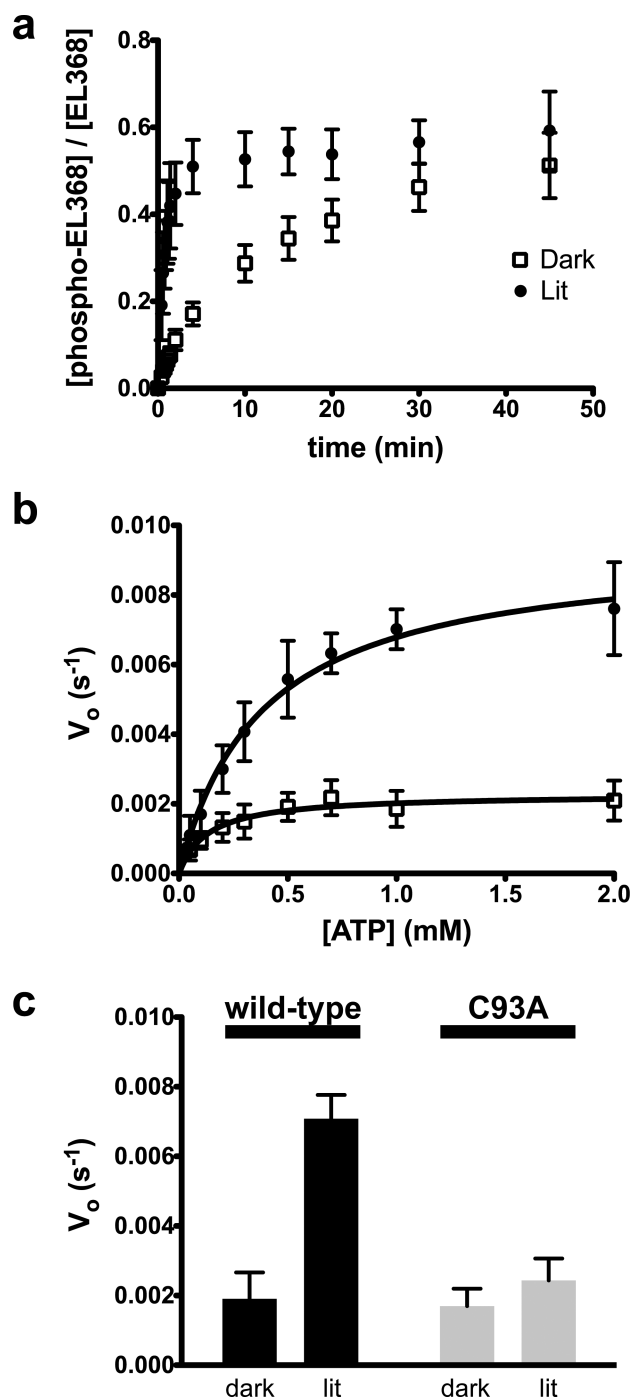 a
[phospho-EL368] / [EL368]
0.8
0.6
0.4
0.2
0.0
0 10 20 30 40 50
time (min)
Dark
Lit
b
V₀ (s⁻¹)
0.010
0.008
0.006
0.004
0.002
0.000
0.0 0.5 1.0 1.5 2.0
[ATP] (mM)
c
wild-type C93A
V₀ (s⁻¹)
0.010
0.008
0.006
0.004
0.002
0.000
dark lit dark lit